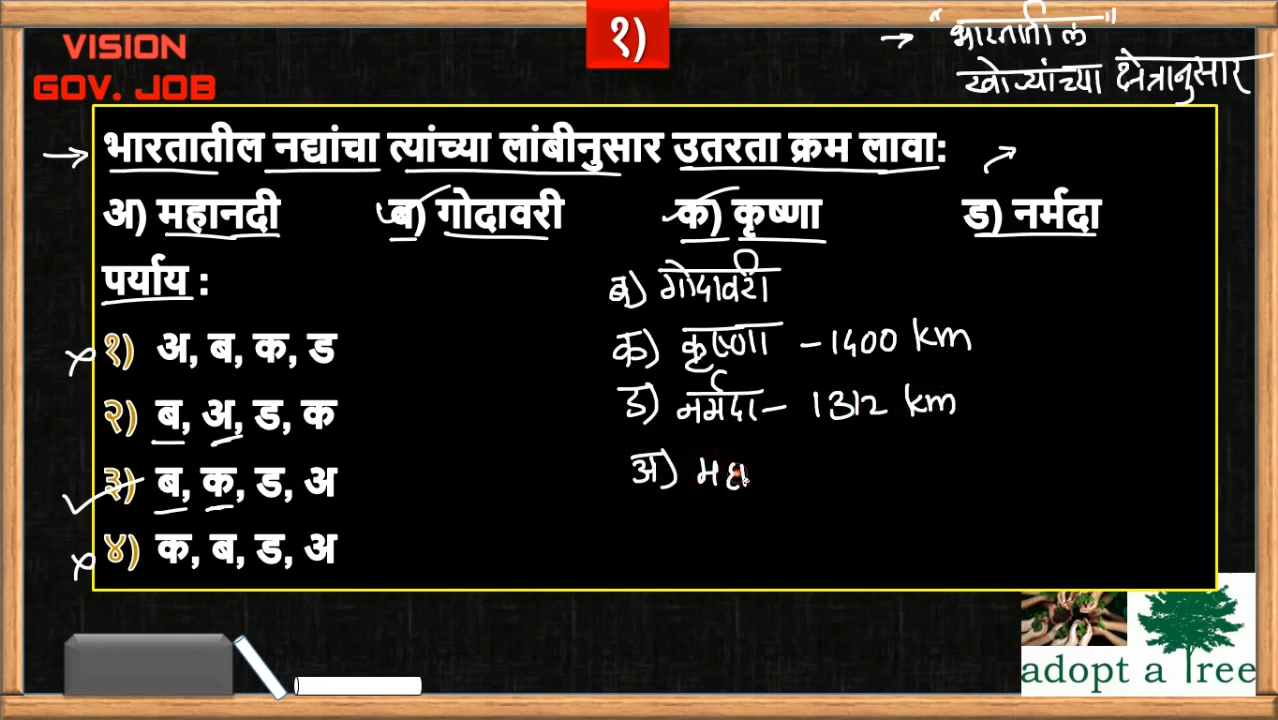 १)
→ "भारतातील"
खोऱ्यांच्या क्षेत्रानुसार
VISION
GOV. JOB
भारतातील नद्यांचा त्यांच्या लांबीनुसार उतरता क्रम लावा:
अ) महानदी ब) गोदावरी क) कृष्णा ड) नर्मदा
पर्याय :
१) अ, ब, क, ड
२) ब, अ, ड, क
३) ब, क, ड, अ
४) क, ब, ड, अ
ब) गोदावरी
क) कृष्णा - 1400 km
ड) नर्मदा - 1312 km
अ) महा
adopt a Tree